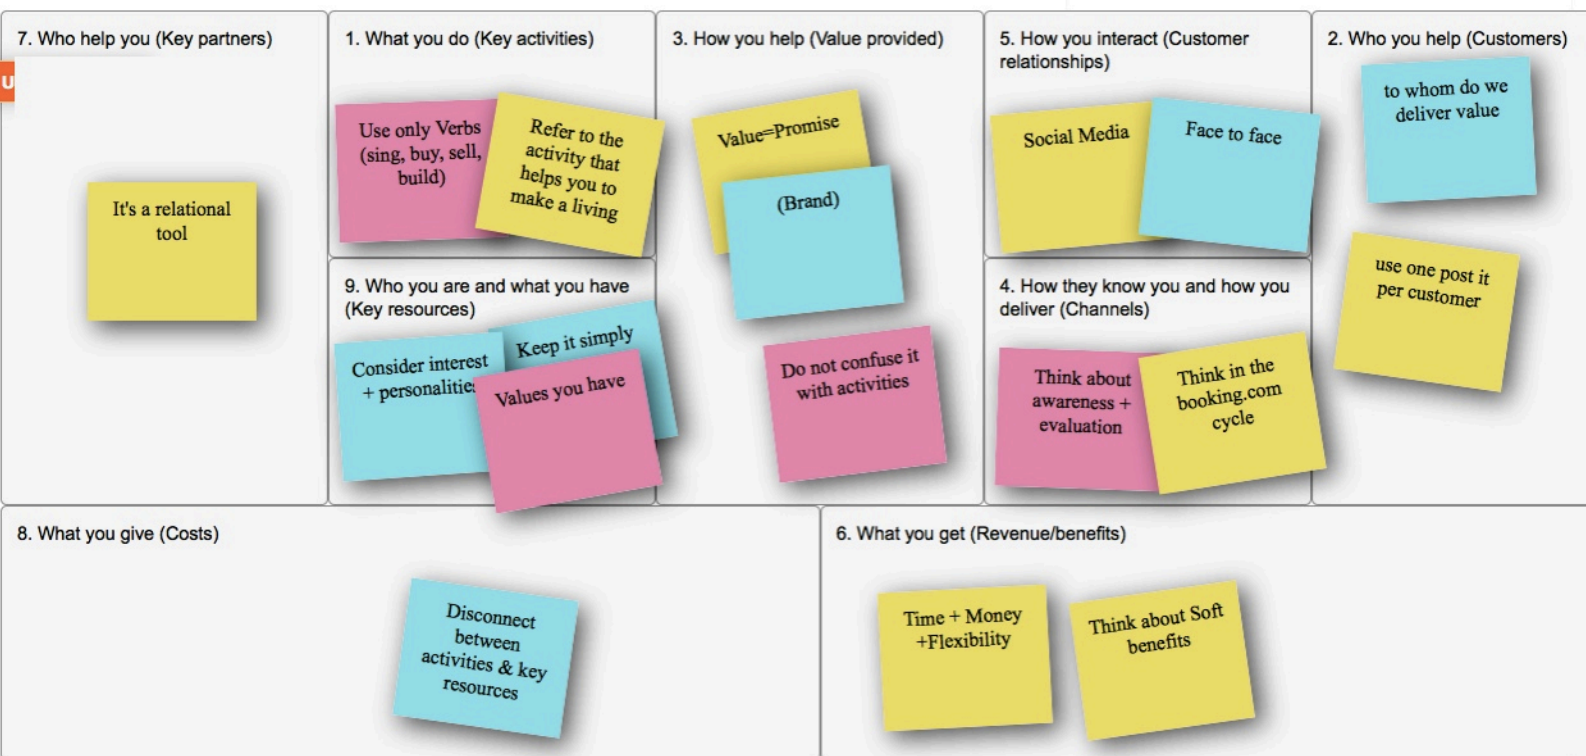 7. Who help you (Key partners)
U
It's a relational
tool
1. What you do (Key activities)
Use only Verbs
(sing, buy, sell,
build)
Refer to the
activity that
helps you to
make a living
9. Who you are and what you have
(Key resources)
Consider interest
+ personalities
Keep it simply
Values you have
3. How you help (Value provided)
Value=Promise
(Brand)
Do not confuse it
with activities
5. How you interact (Customer
relationships)
Social Media
Face to face
4. How they know you and how you
deliver (Channels)
Think about
awareness +
evaluation
Think in the
booking.com
cycle
2. Who you help (Customers)
to whom do we
deliver value
use one post it
per customer
8. What you give (Costs)
Disconnect
between
activities & key
resources
6. What you get (Revenue/benefits)
Time + Money
+Flexibility
Think about Soft
benefits